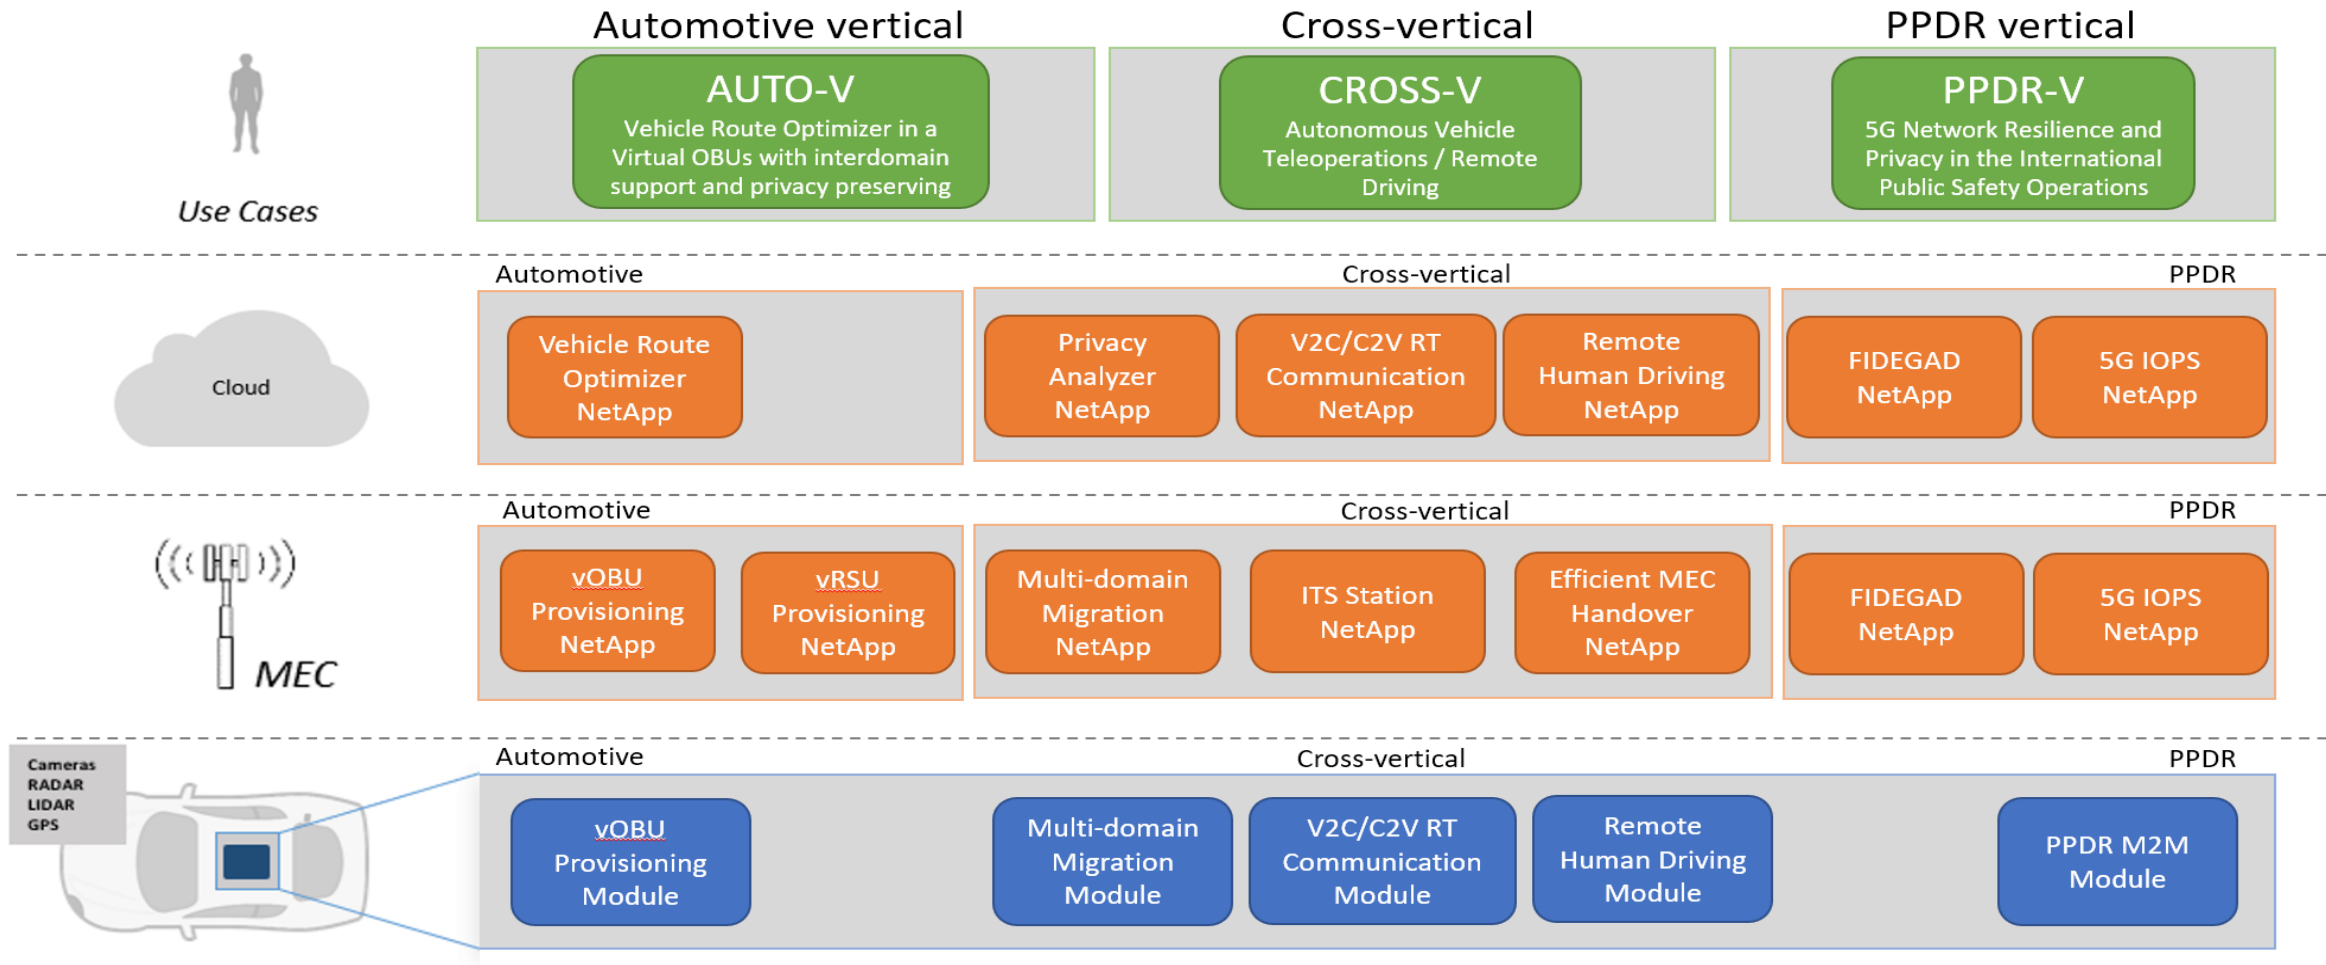 Automotive vertical
Cross-vertical
PPDR vertical
AUTO-V
Vehicle Route Optimizer in a
Virtual OBUs with interdomain
support and privacy preserving
CROSS-V
Autonomous Vehicle
Teleoperations / Remote
Driving
PPDR-V
5G Network Resilience and
Privacy in the International
Public Safety Operations
Use Cases
Automotive
Cross-vertical
PPDR
Cloud
Vehicle Route
Optimizer
NetApp
Privacy
Analyzer
NetApp
V2C/C2V RT
Communication
NetApp
Remote
Human Driving
NetApp
FIDEGAD
NetApp
5G IOPS
NetApp
Automotive
Cross-vertical
PPDR
MEC
vOBU
Provisioning
NetApp
vRSU
Provisioning
NetApp
Multi-domain
Migration
NetApp
ITS Station
NetApp
Efficient MEC
Handover
NetApp
FIDEGAD
NetApp
5G IOPS
NetApp
Automotive
Cross-vertical
PPDR
Cameras
RADAR
LIDAR
GPS
vOBU
Provisioning
Module
Multi-domain
Migration
Module
V2C/C2V RT
Communication
Module
Remote
Human Driving
Module
PPDR M2M
Module